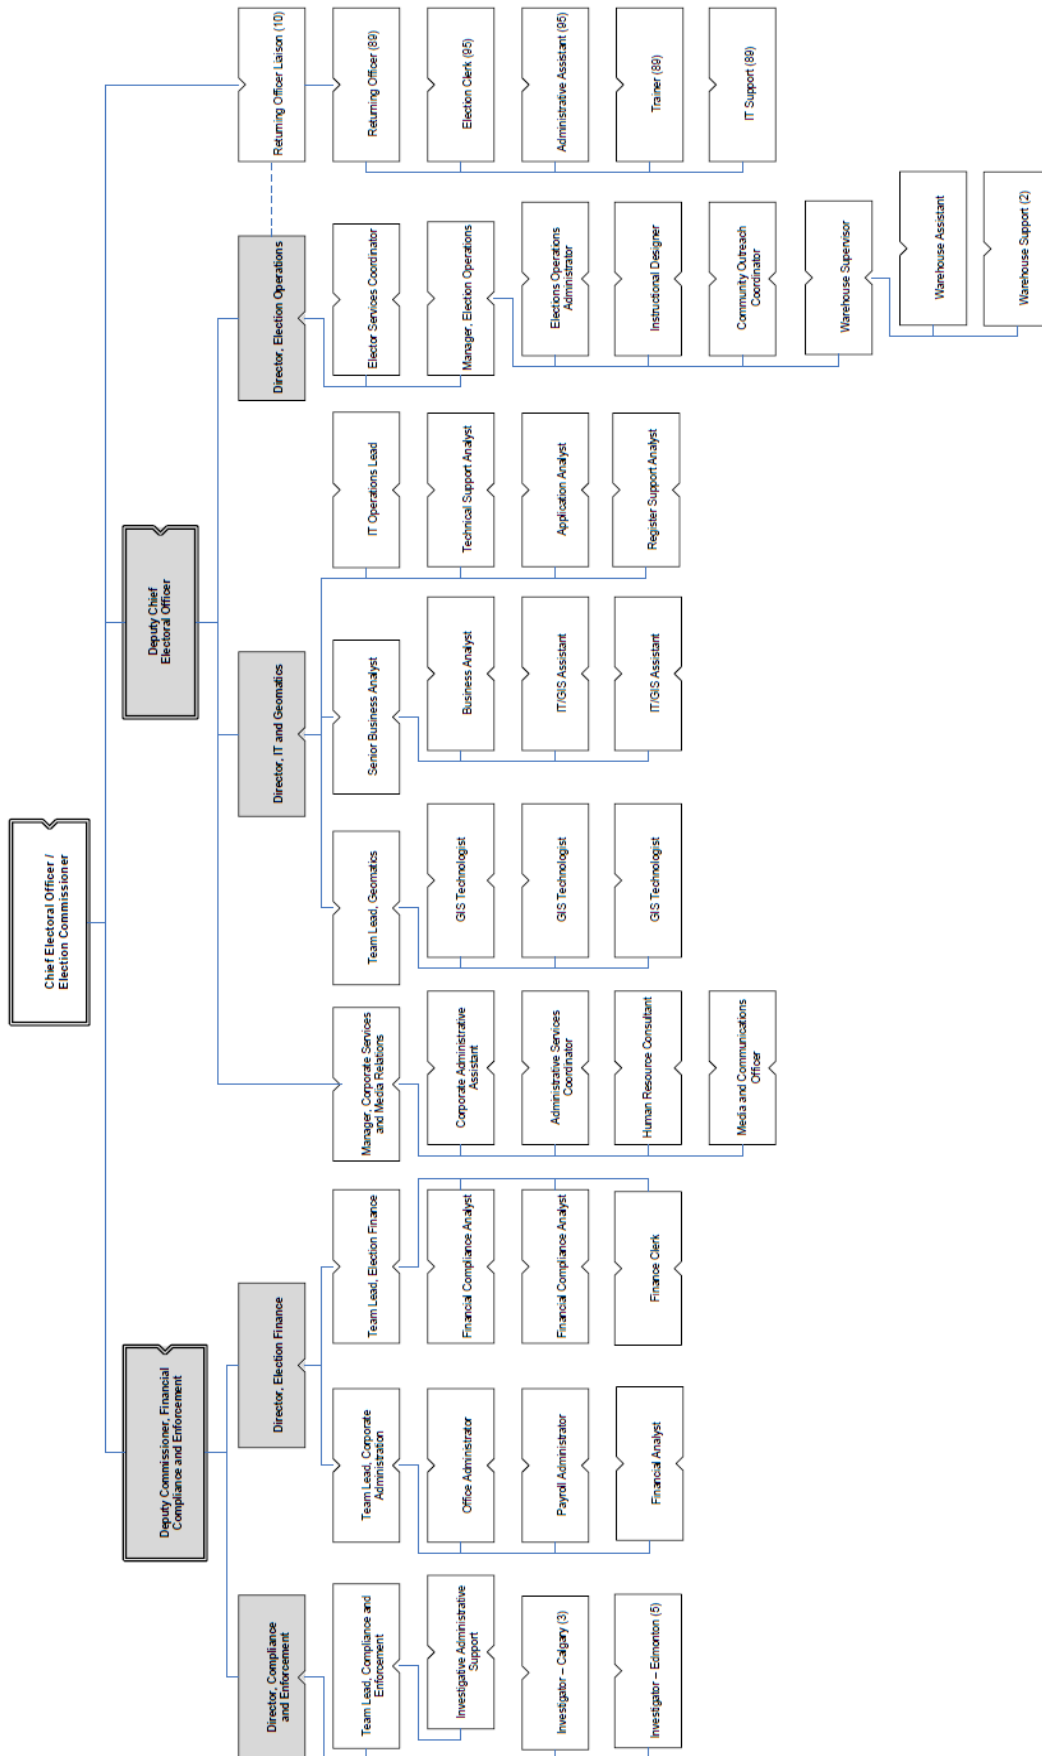 Chief Electoral Officer /
Election Commissioner
Deputy Commissioner, Financial
Compliance and Enforcement
Deputy Chief
Electoral Officer
Director, Compliance
and Enforcement
Director, Election Finance
Director, IT and Geomatics
Director, Election Operations
Returning Officer Liaison (10)
Team Lead, Compliance and
Enforcement
Team Lead, Corporate
Administration
Team Lead, Election Finance
Manager, Corporate Services
and Media Relations
Team Lead, Geomatics
Senior Business Analyst
IT Operations Lead
Elector Services Coordinator
Returning Officer (89)
Investigative Administrative
Support
Office Administrator
Financial Compliance Analyst
Corporate Administrative
Assistant
GIS Technologist
Business Analyst
Technical Support Analyst
Manager, Election Operations
Election Clerk (95)
Investigator – Calgary (3)
Payroll Administrator
Financial Compliance Analyst
Administrative Services
Coordinator
GIS Technologist
IT/GIS Assistant
Application Analyst
Elections Operations
Administrator
Administrative Assistant (95)
Investigator – Edmonton (5)
Financial Analyst
Finance Clerk
Human Resource Consultant
GIS Technologist
IT/GIS Assistant
Register Support Analyst
Instructional Designer
Trainer (89)
Media and Communications
Officer
Community Outreach
Coordinator
IT Support (89)
Warehouse Supervisor
Warehouse Assistant
Warehouse Support (2)